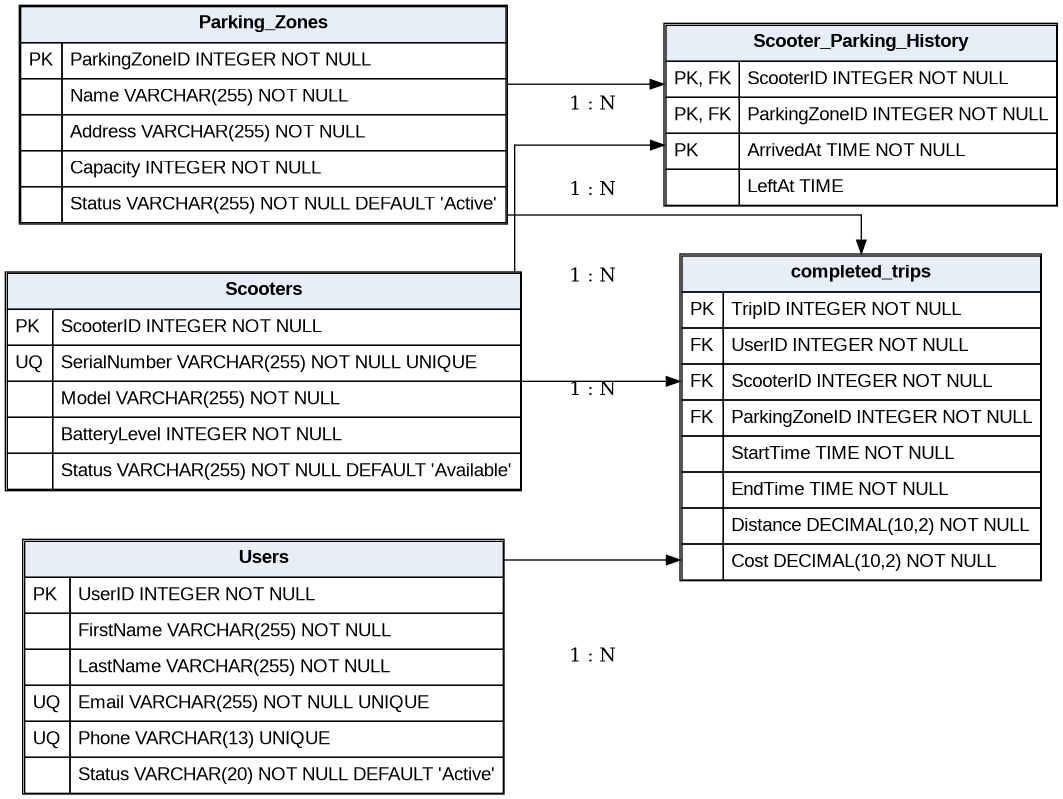 Parking_Zones
PK ParkingZoneID INTEGER NOT NULL
Name VARCHAR(255) NOT NULL
Address VARCHAR(255) NOT NULL
Capacity INTEGER NOT NULL
Status VARCHAR(255) NOT NULL DEFAULT 'Active'
Scooter_Parking_History
PK, FK ScooterID INTEGER NOT NULL
PK, FK ParkingZoneID INTEGER NOT NULL
PK ArrivedAt TIME NOT NULL
LeftAt TIME
1 : N
1 : N
1 : N
Scooters
PK ScooterID INTEGER NOT NULL
UQ SerialNumber VARCHAR(255) NOT NULL UNIQUE
Model VARCHAR(255) NOT NULL
BatteryLevel INTEGER NOT NULL
Status VARCHAR(255) NOT NULL DEFAULT 'Available'
1 : N
completed_trips
PK TripID INTEGER NOT NULL
FK UserID INTEGER NOT NULL
FK ScooterID INTEGER NOT NULL
FK ParkingZoneID INTEGER NOT NULL
StartTime TIME NOT NULL
EndTime TIME NOT NULL
Distance DECIMAL(10,2) NOT NULL
Cost DECIMAL(10,2) NOT NULL
Users
PK UserID INTEGER NOT NULL
FirstName VARCHAR(255) NOT NULL
LastName VARCHAR(255) NOT NULL
UQ Email VARCHAR(255) NOT NULL UNIQUE
UQ Phone VARCHAR(13) UNIQUE
Status VARCHAR(20) NOT NULL DEFAULT 'Active'
1 : N